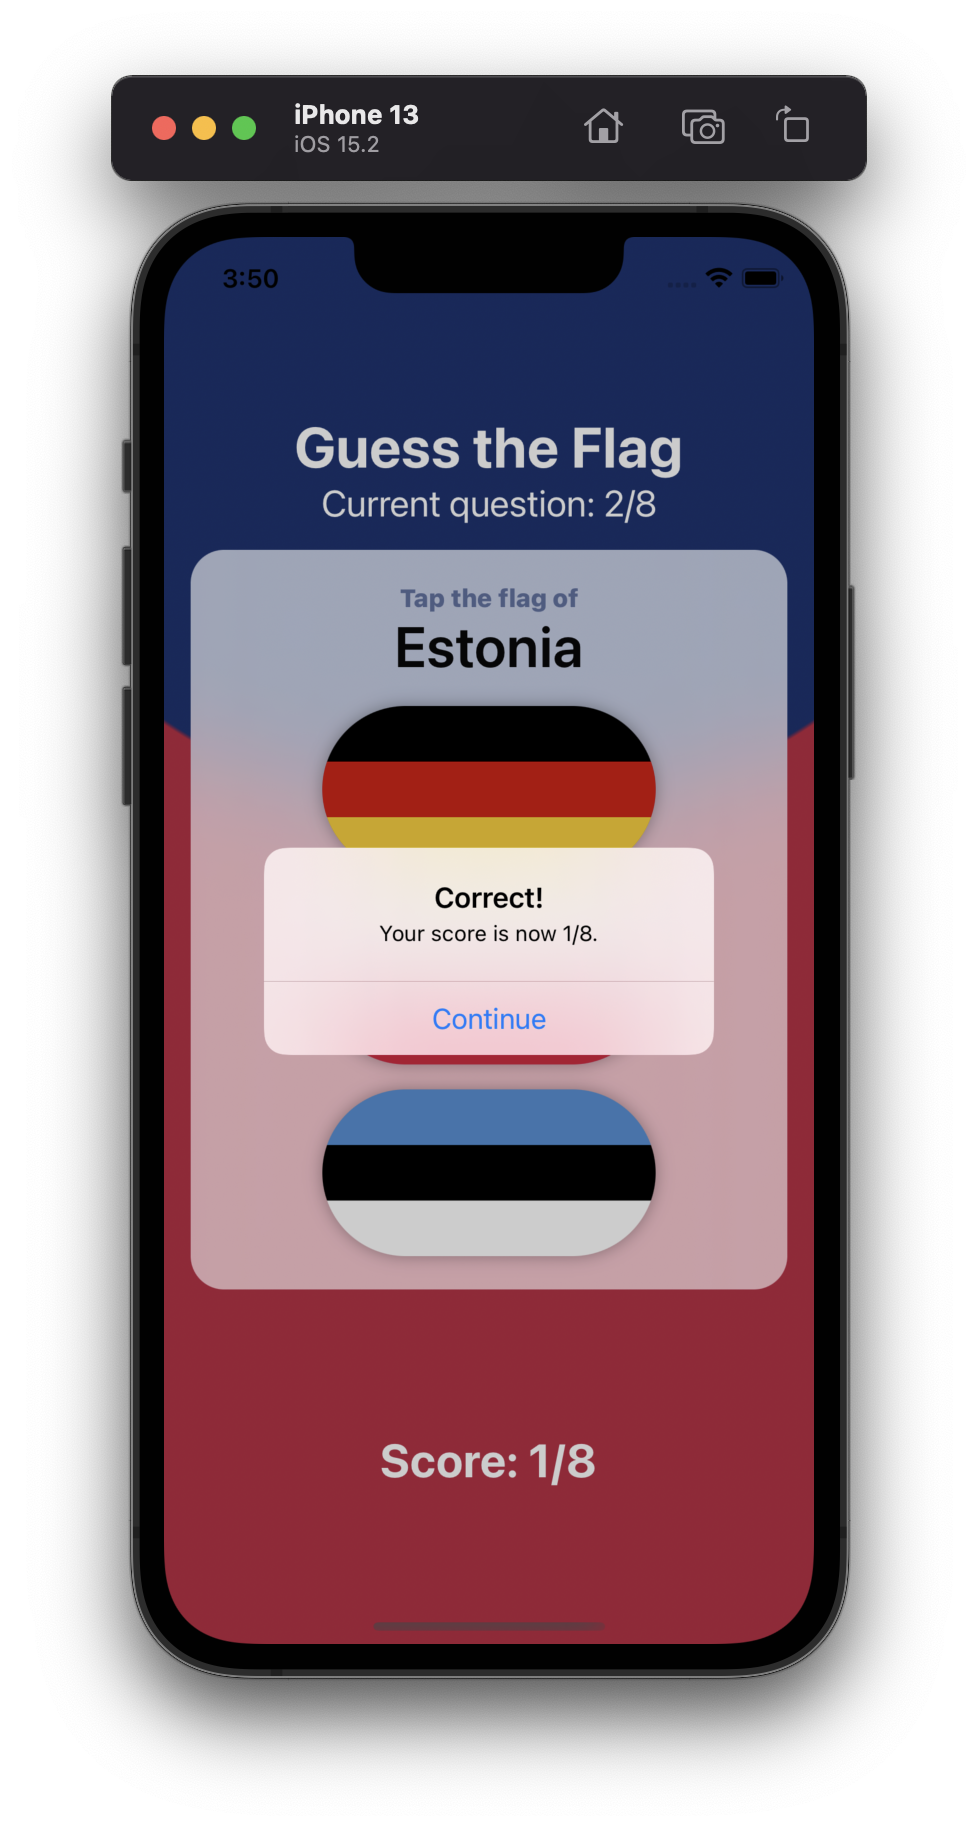 iPhone 13
iOS 15.2
3:50
Guess the Flag
Current question: 2/8
Tap the flag of
Estonia
Correct!
Your score is now 1/8.
Continue
Score: 1/8